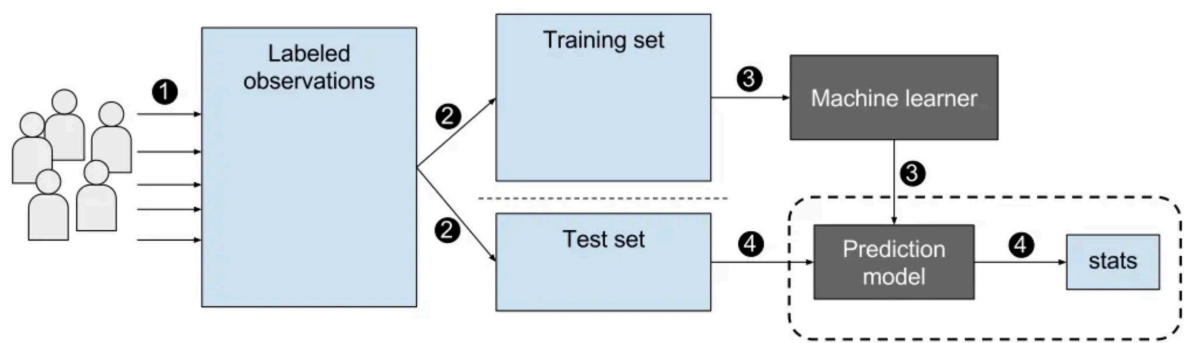 1
Labeled
observations
2
2
Training set
Test set
3
Machine learner
3
4
Prediction
model
4
stats